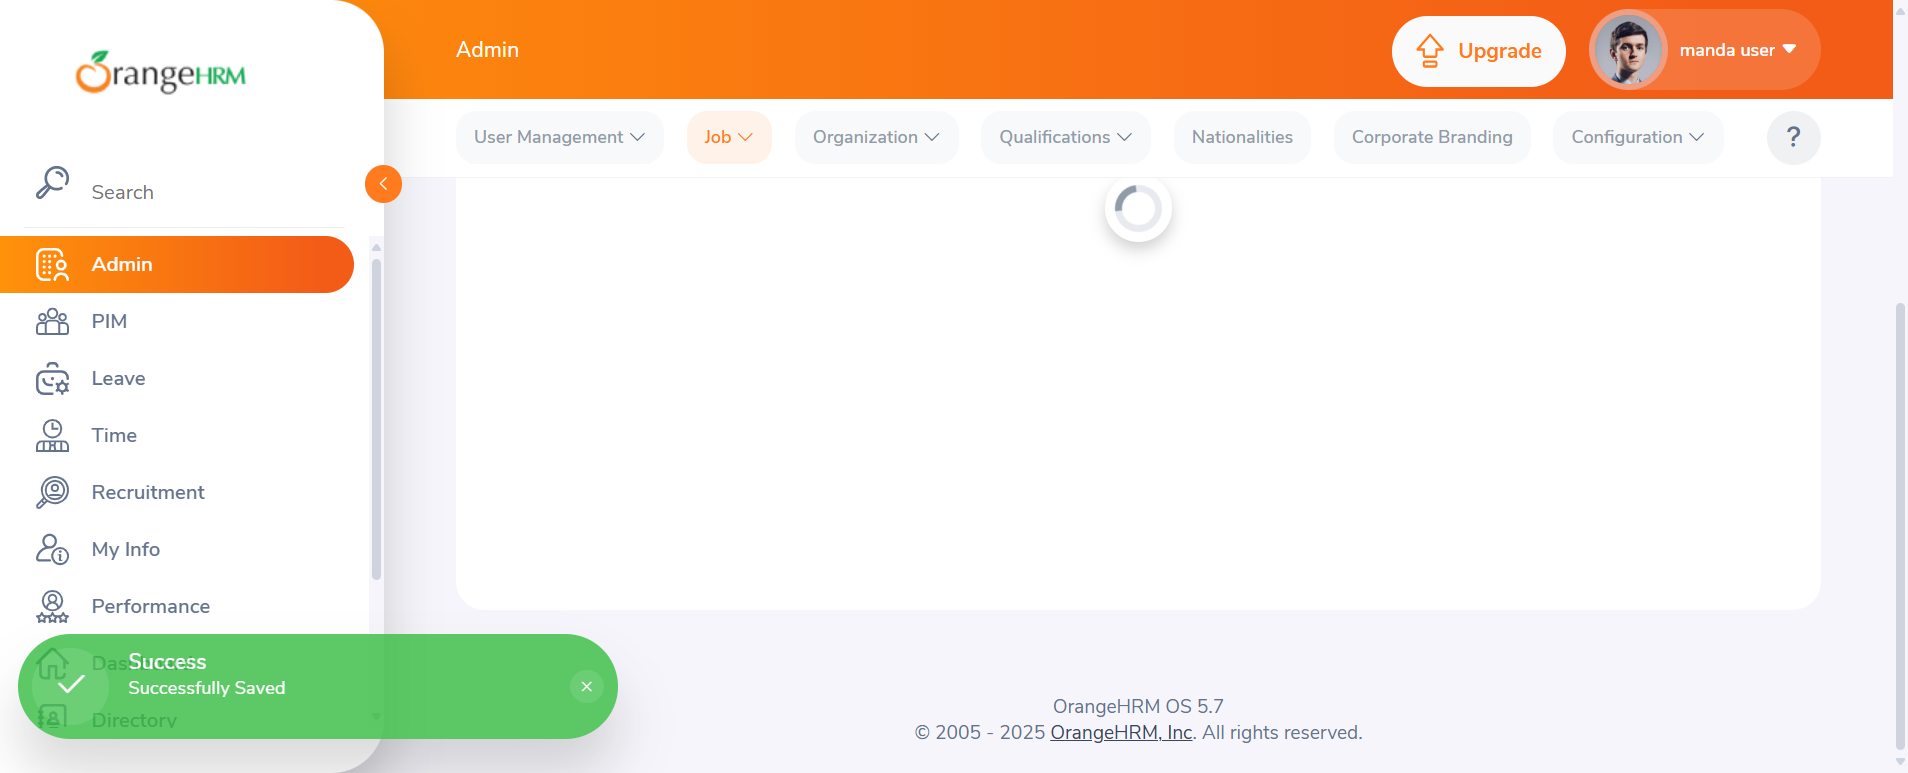 OrangeHRM
Admin
Upgrade
manda user
User Management
Job
Organization
Qualifications
Nationalities
Corporate Branding
Configuration
?
Search
Admin
PIM
Leave
Time
Recruitment
My Info
Performance
Success
Successfully Saved
Directory
OrangeHRM OS 5.7
© 2005 - 2025 OrangeHRM, Inc. All rights reserved.